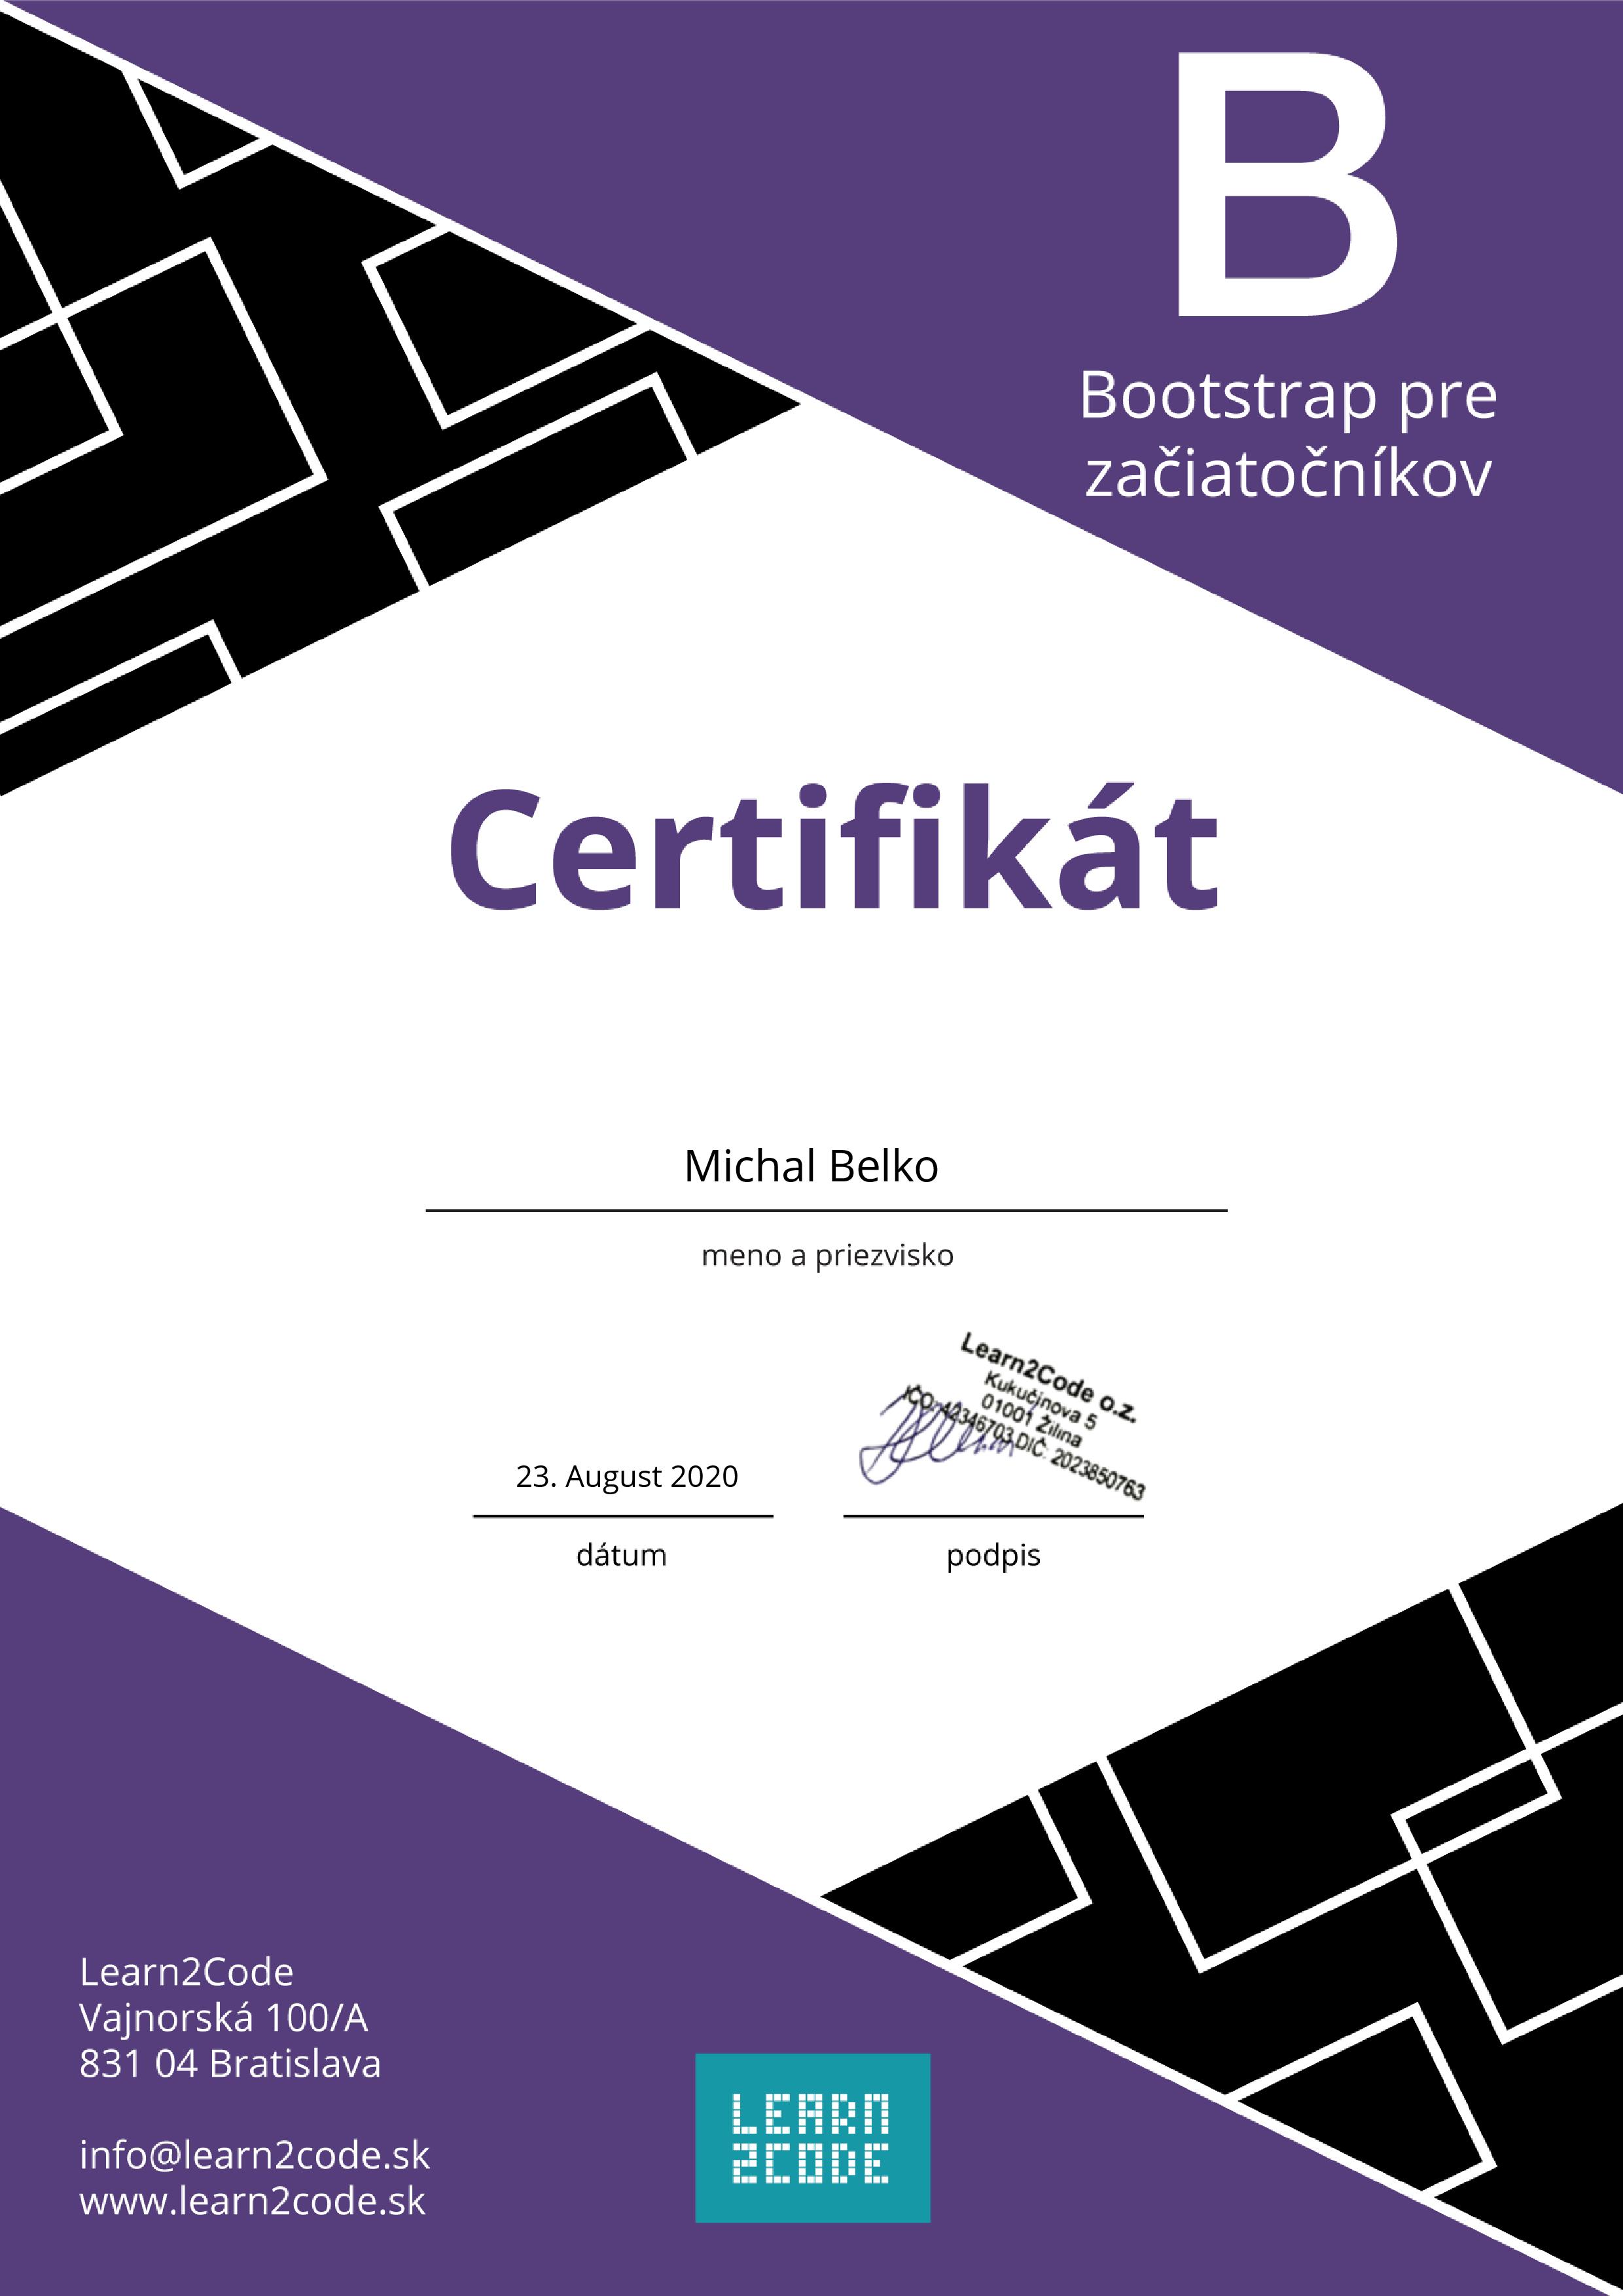 B
Bootstrap pre
začiatočníkov
Certifikát
Michal Belko
meno a priezvisko
Learn2Code o.z.
Kukučínova 5
01001 Žilina
IČO: 42346703 DIČ: 2023850763
23. August 2020
dátum
podpis
Learn2Code
Vajnorská 100/A
831 04 Bratislava
info@learn2code.sk
www.learn2code.sk
LEARN
2CODE